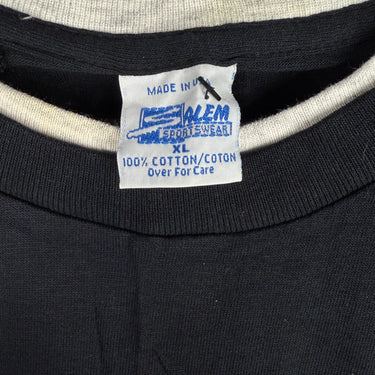 MADE IN U.S.A.
SALEM
SPORTSWEAR
XL
100% COTTON/COTON
Over For Care